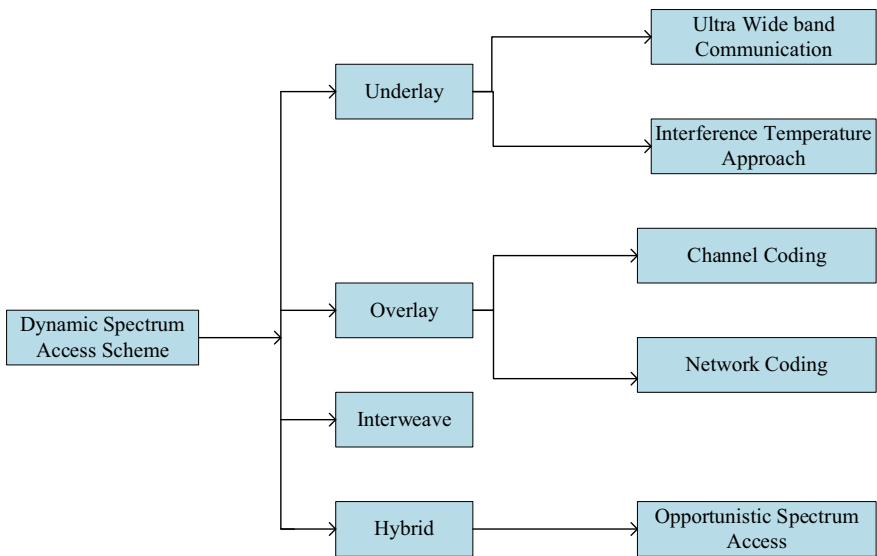 Ultra Wide band
Communication
Underlay
Interference Temperature
Approach
Channel Coding
Dynamic Spectrum
Access Scheme
Overlay
Network Coding
Interweave
Hybrid
Opportunistic Spectrum
Access